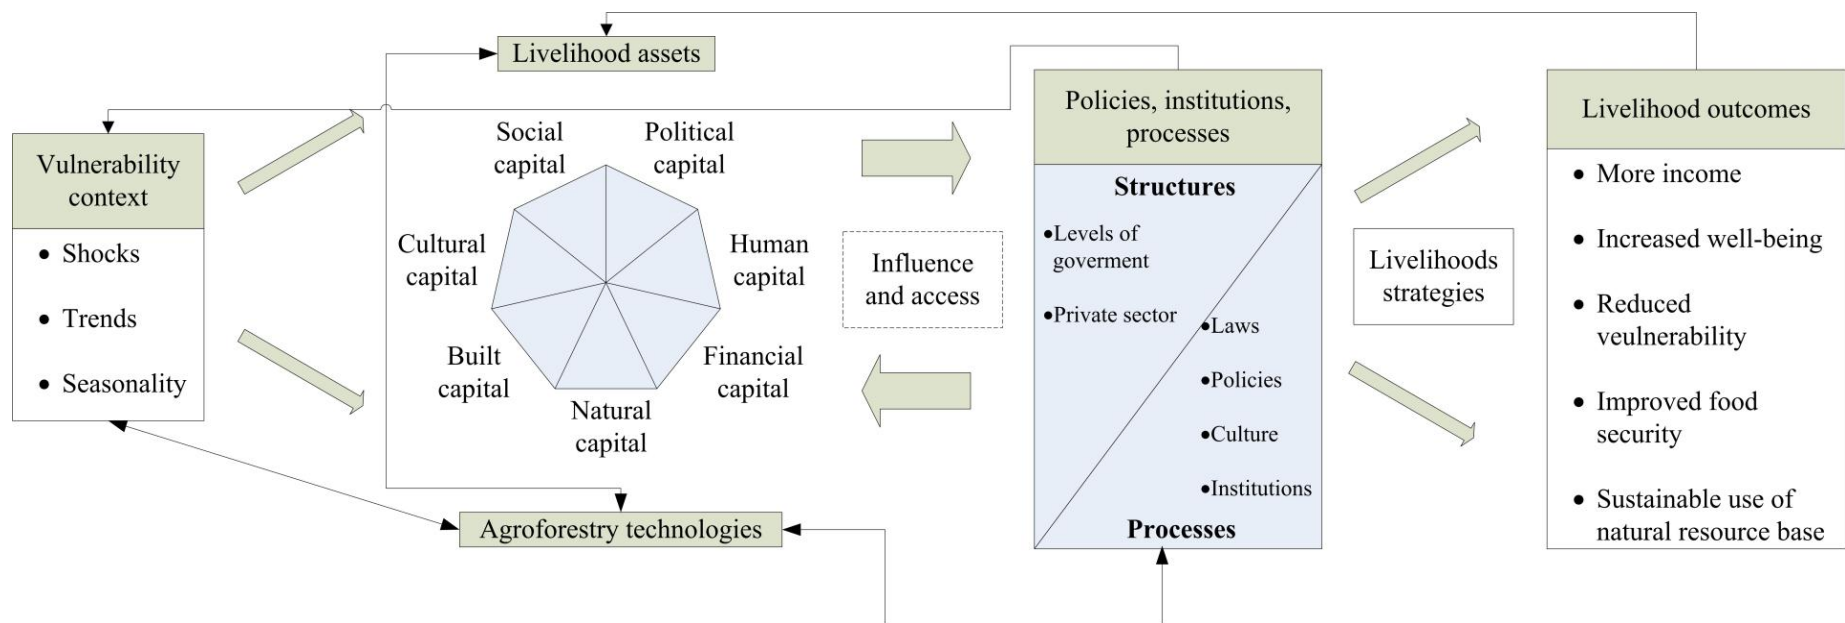 Livelihood assets
Vulnerability
context
• Shocks
• Trends
• Seasonality
Social
capital
Political
capital
Cultural
capital
Human
capital
Built
capital
Financial
capital
Natural
capital
Agroforestry technologies
Influence
and access
Policies, institutions,
processes
Structures
•Levels of
goverment
•Private sector
•Laws
•Policies
•Culture
•Institutions
Processes
Livelihoods
strategies
Livelihood outcomes
• More income
• Increased well-being
• Reduced
veulnerability
• Improved food
security
• Sustainable use of
natural resource base